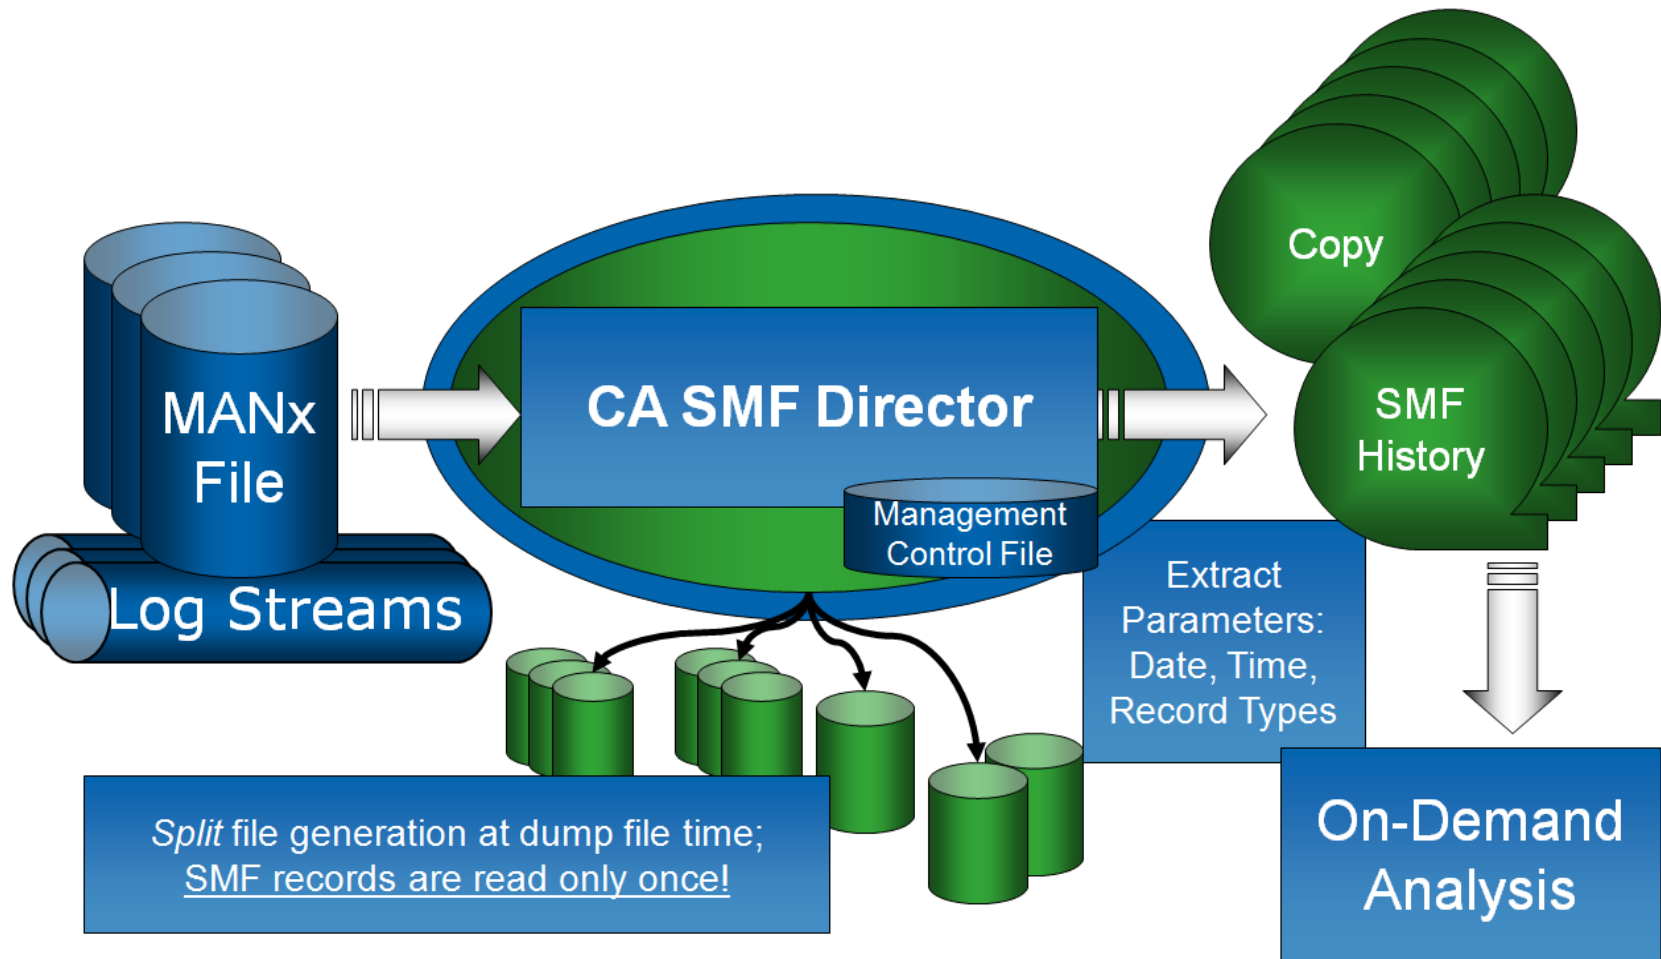 MANx
File
Log Streams
CA SMF Director
Management
Control File
Copy
SMF
History
Extract
Parameters:
Date, Time,
Record Types
Split file generation at dump file time;
SMF records are read only once!
On-Demand
Analysis